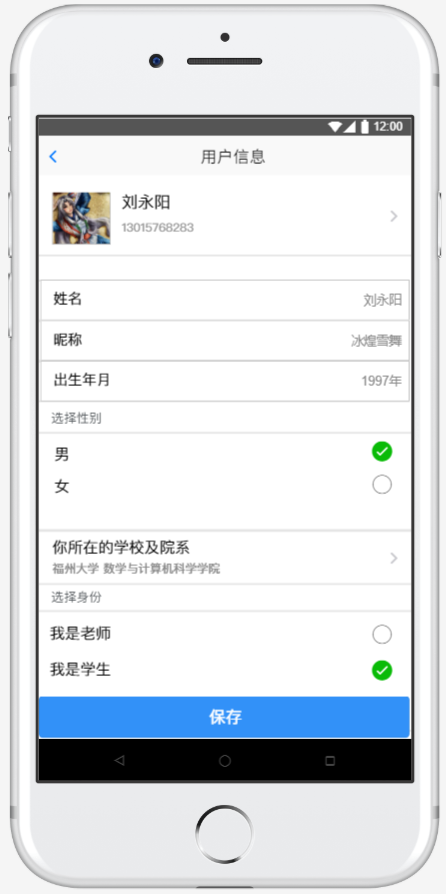 12:00
用户信息
刘永阳
13015768283
姓名 刘永阳
昵称 冰煌雪舞
出生年月 1997年
选择性别
男
女
你所在的学校及院系
福州大学 数学与计算机科学学院
选择身份
我是老师
我是学生
保存